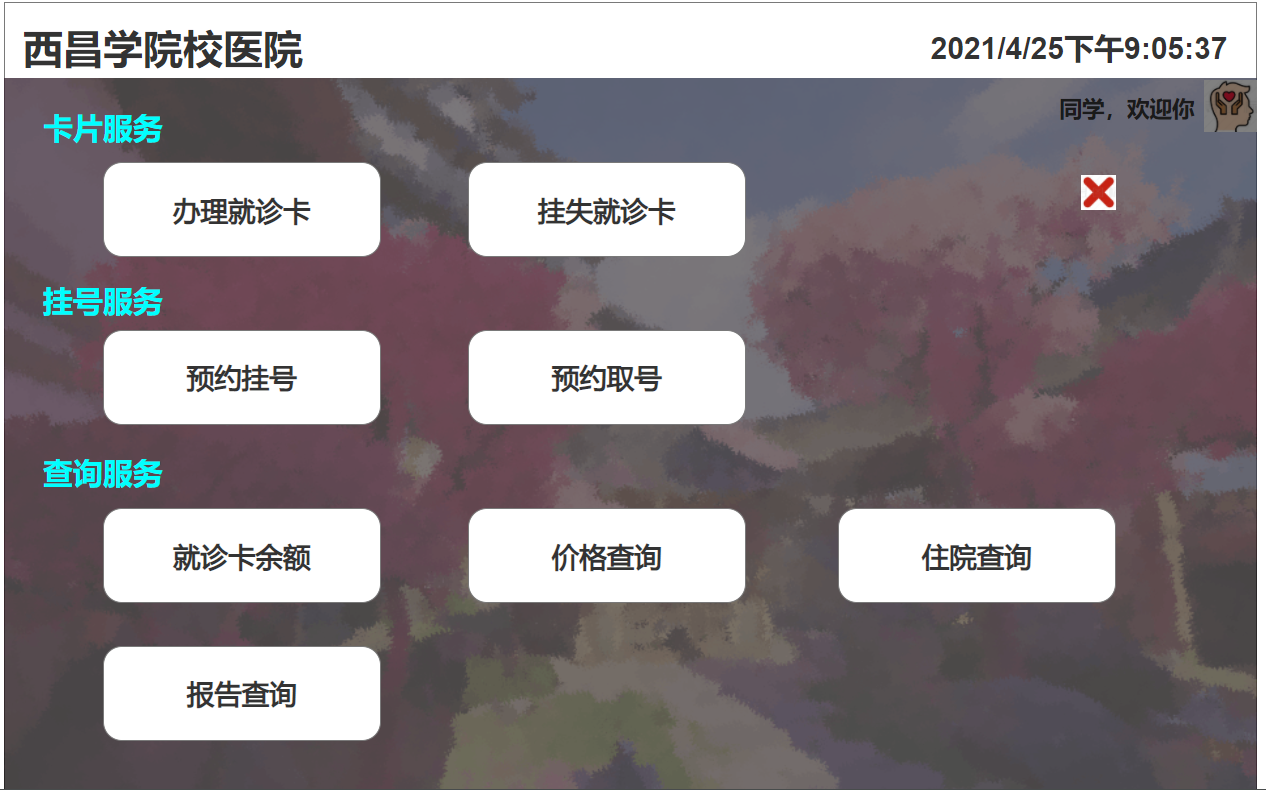 西昌学院校医院
2021/4/25下午9:05:37
同学，欢迎你
卡片服务
办理就诊卡
挂失就诊卡
挂号服务
预约挂号
预约取号
查询服务
就诊卡余额
价格查询
住院查询
报告查询